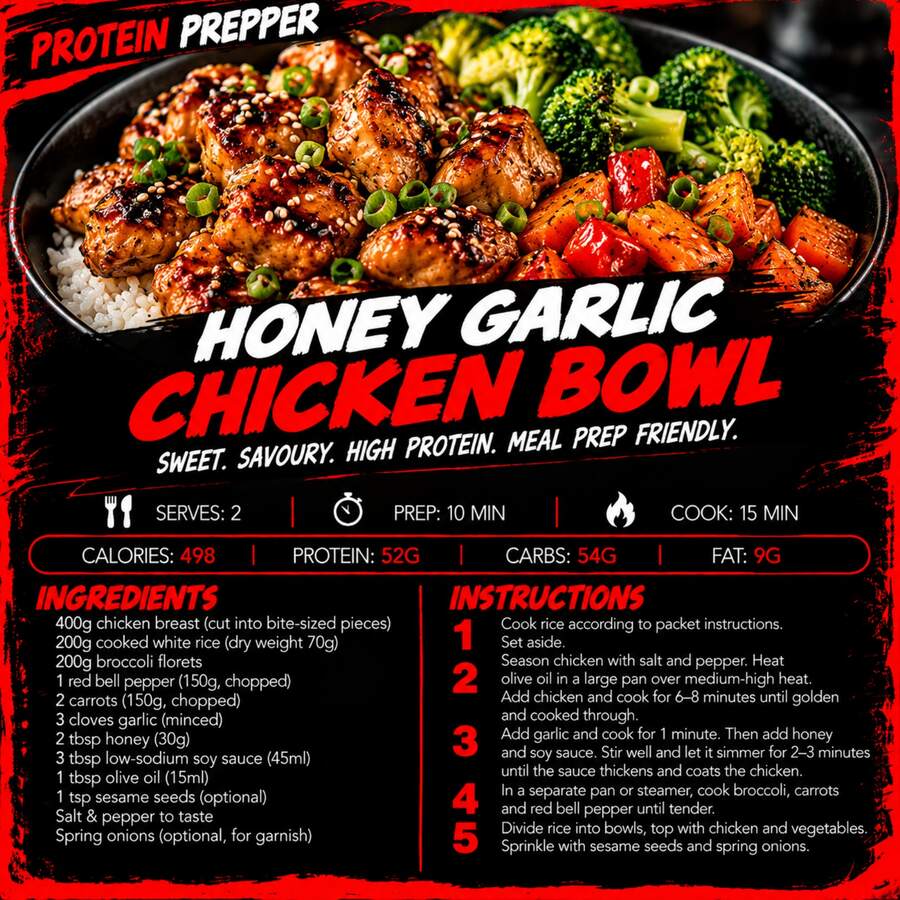 PROTEIN PREPPER
HONEY GARLIC
CHICKEN BOWL
SWEET. SAVOURY. HIGH PROTEIN. MEAL PREP FRIENDLY.
SERVES: 2
PREP: 10 MIN
COOK: 15 MIN
CALORIES: 498
PROTEIN: 52G
CARBS: 54G
FAT: 9G
INGREDIENTS
400g chicken breast (cut into bite-sized pieces)
200g cooked white rice (dry weight 70g)
200g broccoli florets
1 red bell pepper (150g, chopped)
2 carrots (150g, chopped)
3 cloves garlic (minced)
2 tbsp honey (30g)
3 tbsp low-sodium soy sauce (45ml)
1 tbsp olive oil (15ml)
1 tsp sesame seeds (optional)
Salt & pepper to taste
Spring onions (optional, for garnish)
INSTRUCTIONS
1 Cook rice according to packet instructions.
Set aside.
2 Season chicken with salt and pepper. Heat
olive oil in a large pan over medium-high heat.
Add chicken and cook for 6–8 minutes until golden
and cooked through.
3 Add garlic and cook for 1 minute. Then add honey
and soy sauce. Stir well and let it simmer for 2–3 minutes
until the sauce thickens and coats the chicken.
4 In a separate pan or steamer, cook broccoli, carrots
and red bell pepper until tender.
5 Divide rice into bowls, top with chicken and vegetables.
Sprinkle with sesame seeds and spring onions.